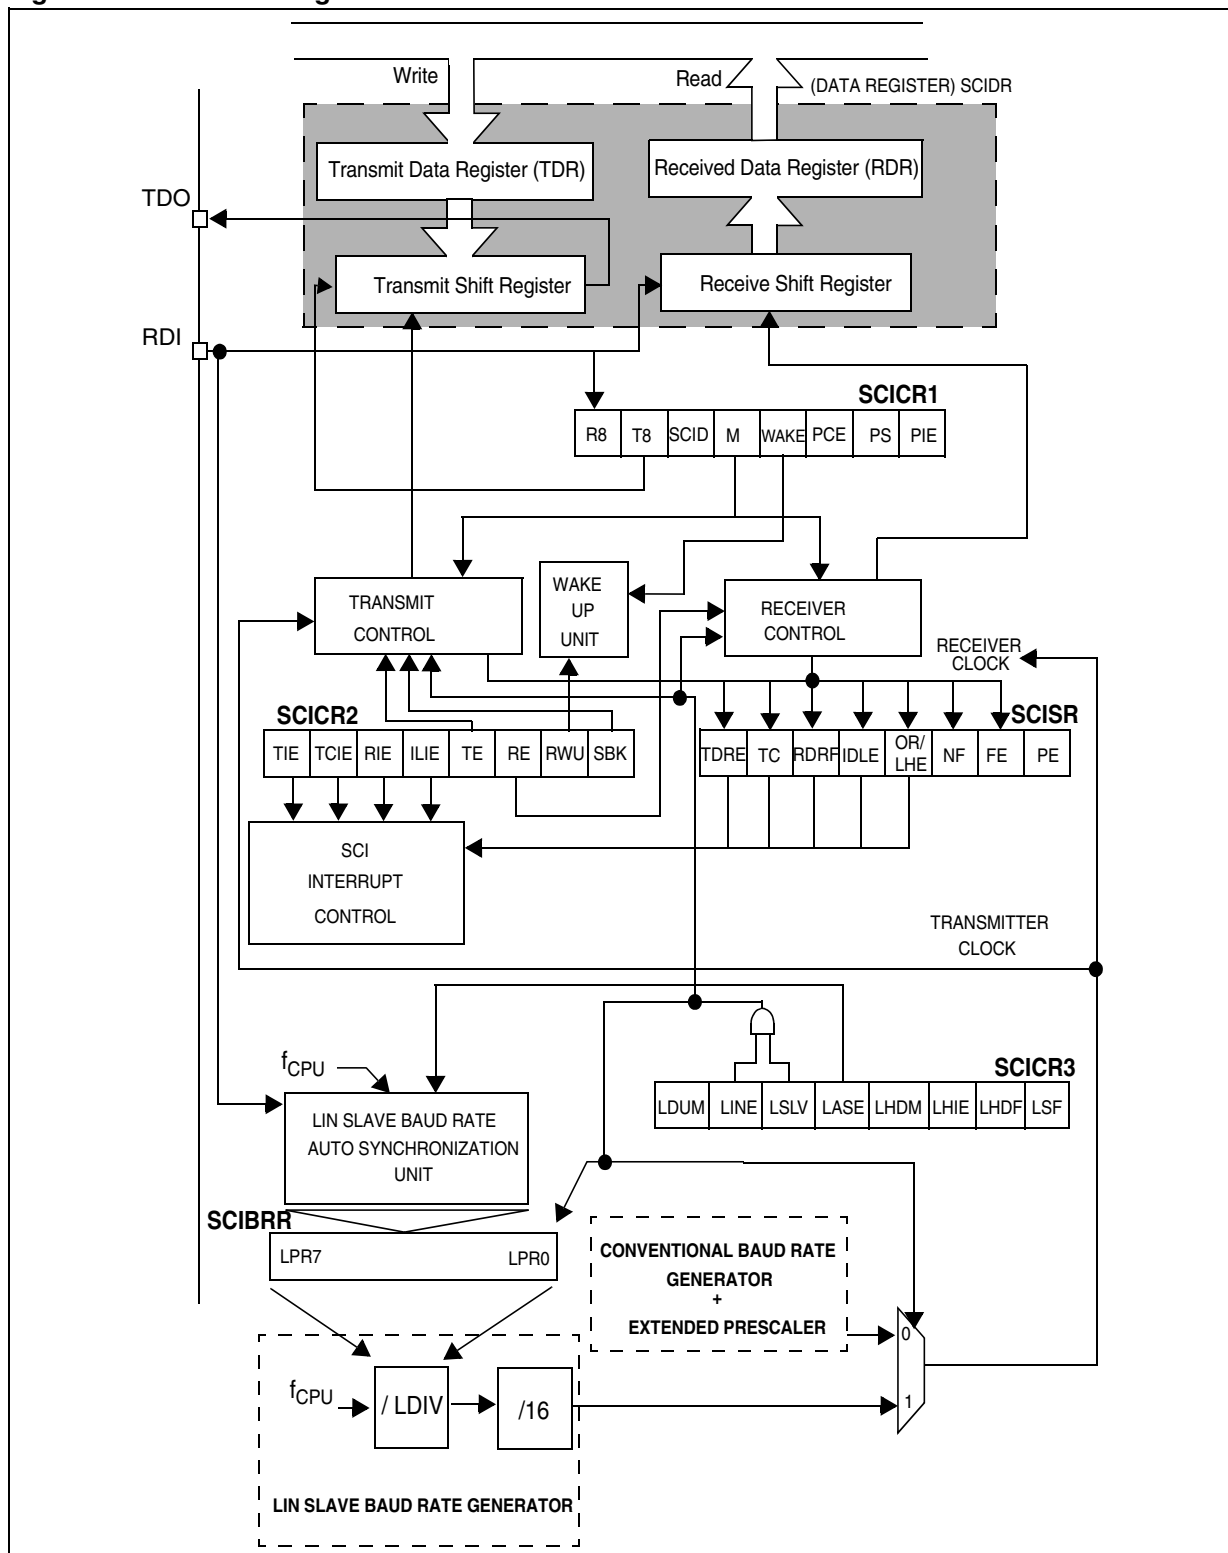 Write
Read
(DATA REGISTER) SCIDR
Transmit Data Register (TDR)
Received Data Register (RDR)
TDO
Transmit Shift Register
Receive Shift Register
RDI
SCICR1
R8 T8 SCID M WAKE PCE PS PIE
TRANSMIT
CONTROL
WAKE
UP
UNIT
RECEIVER
CONTROL
RECEIVER
CLOCK
SCICR2
TIE TCIE RIE ILIE TE RE RWU SBK
SCISR
TDRE TC RDRF IDLE OR/
LHE NF FE PE
SCI
INTERRUPT
CONTROL
TRANSMITTER
CLOCK
fCPU
SCICR3
LDUM LINE LSLV LASE LHDM LHIE LHDF LSF
LIN SLAVE BAUD RATE
AUTO SYNCHRONIZATION
UNIT
SCIBRR
LPR7 LPR0
CONVENTIONAL BAUD RATE
GENERATOR
+
EXTENDED PRESCALER
0
1
fCPU
/ LDIV
/16
LIN SLAVE BAUD RATE GENERATOR